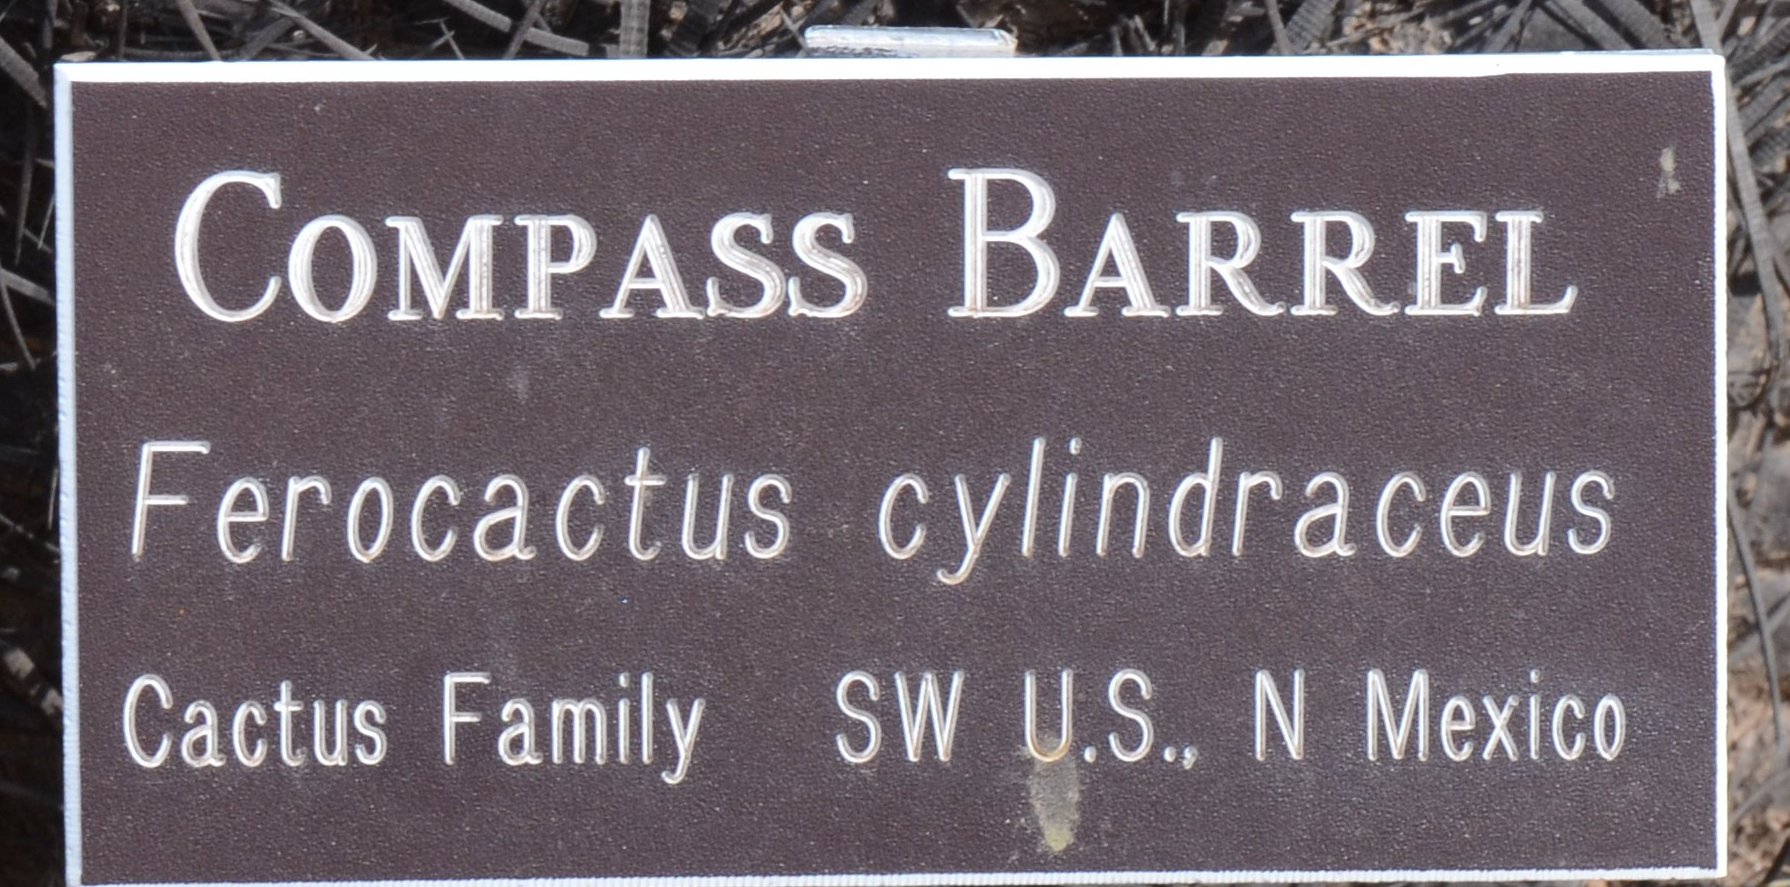 COMPASS BARREL
Ferocactus cylindraceus
Cactus Family SW U.S., N Mexico